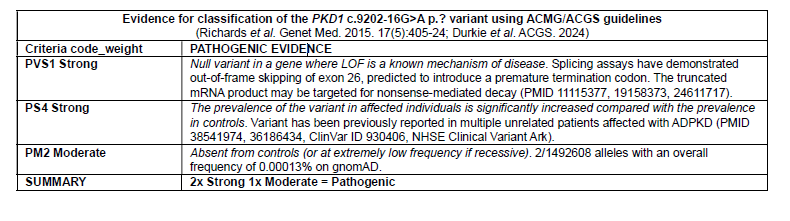 Evidence for classification of the PKD1 c.9202-16G>A p.? variant using ACMG/ACGS guidelines
(Richards et al. Genet Med. 2015. 17(5):405-24; Durkie et al. ACGS. 2024)
Criteria code_weight PATHOGENIC EVIDENCE
PVS1 Strong Null variant in a gene where LOF is a known mechanism of disease. Splicing assays have demonstrated
out-of-frame skipping of exon 26, predicted to introduce a premature termination codon. The truncated
mRNA product may be targeted for nonsense-mediated decay (PMID 11115377, 19158373, 24611717).
PS4 Strong The prevalence of the variant in affected individuals is significantly increased compared with the prevalence
in controls. Variant has been previously reported in multiple unrelated patients affected with ADPKD (PMID
38541974, 36186434, ClinVar ID 930406, NHSE Clinical Variant Ark).
PM2 Moderate Absent from controls (or at extremely low frequency if recessive). 2/1492608 alleles with an overall
frequency of 0.00013% on gnomAD.
SUMMARY 2x Strong 1x Moderate = Pathogenic